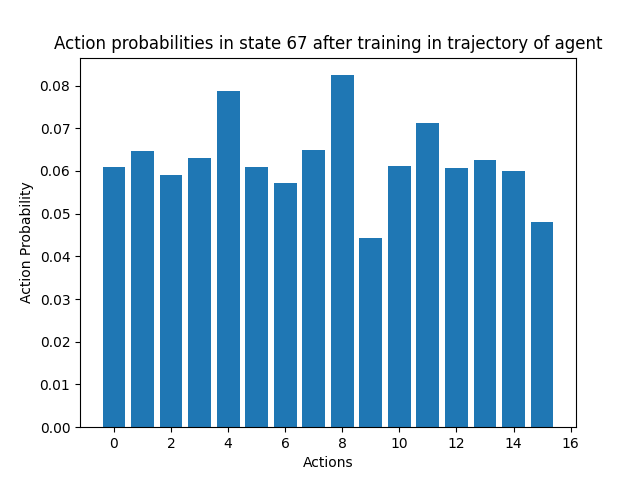 Action probabilities in state 67 after training in trajectory of agent
0.08
0.07
0.06
0.05
0.04
0.03
0.02
0.01
0.00
Action Probability
0 2 4 6 8 10 12 14 16
Actions